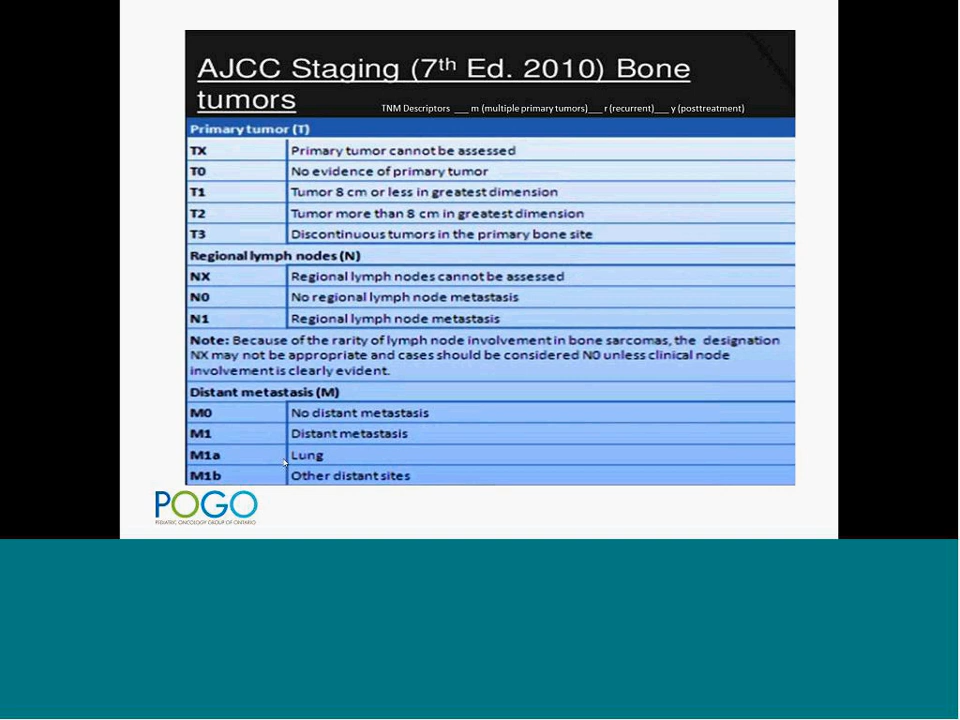 AJCC Staging (7th Ed. 2010) Bone
tumors
TNM Descriptors ___ m (multiple primary tumors)___ r (recurrent)___ y (posttreatment)
Primary tumor (T)
TX Primary tumor cannot be assessed
T0 No evidence of primary tumor
T1 Tumor 8 cm or less in greatest dimension
T2 Tumor more than 8 cm in greatest dimension
T3 Discontinuous tumors in the primary bone site
Regional lymph nodes (N)
NX Regional lymph nodes cannot be assessed
N0 No regional lymph node metastasis
N1 Regional lymph node metastasis
Note: Because of the rarity of lymph node involvement in bone sarcomas, the designation
NX may not be appropriate and cases should be considered N0 unless clinical node
involvement is clearly evident.
Distant metastasis (M)
M0 No distant metastasis
M1 Distant metastasis
M1a Lung
M1b Other distant sites
POGO
PEDIATRIC ONCOLOGY GROUP OF ONTARIO